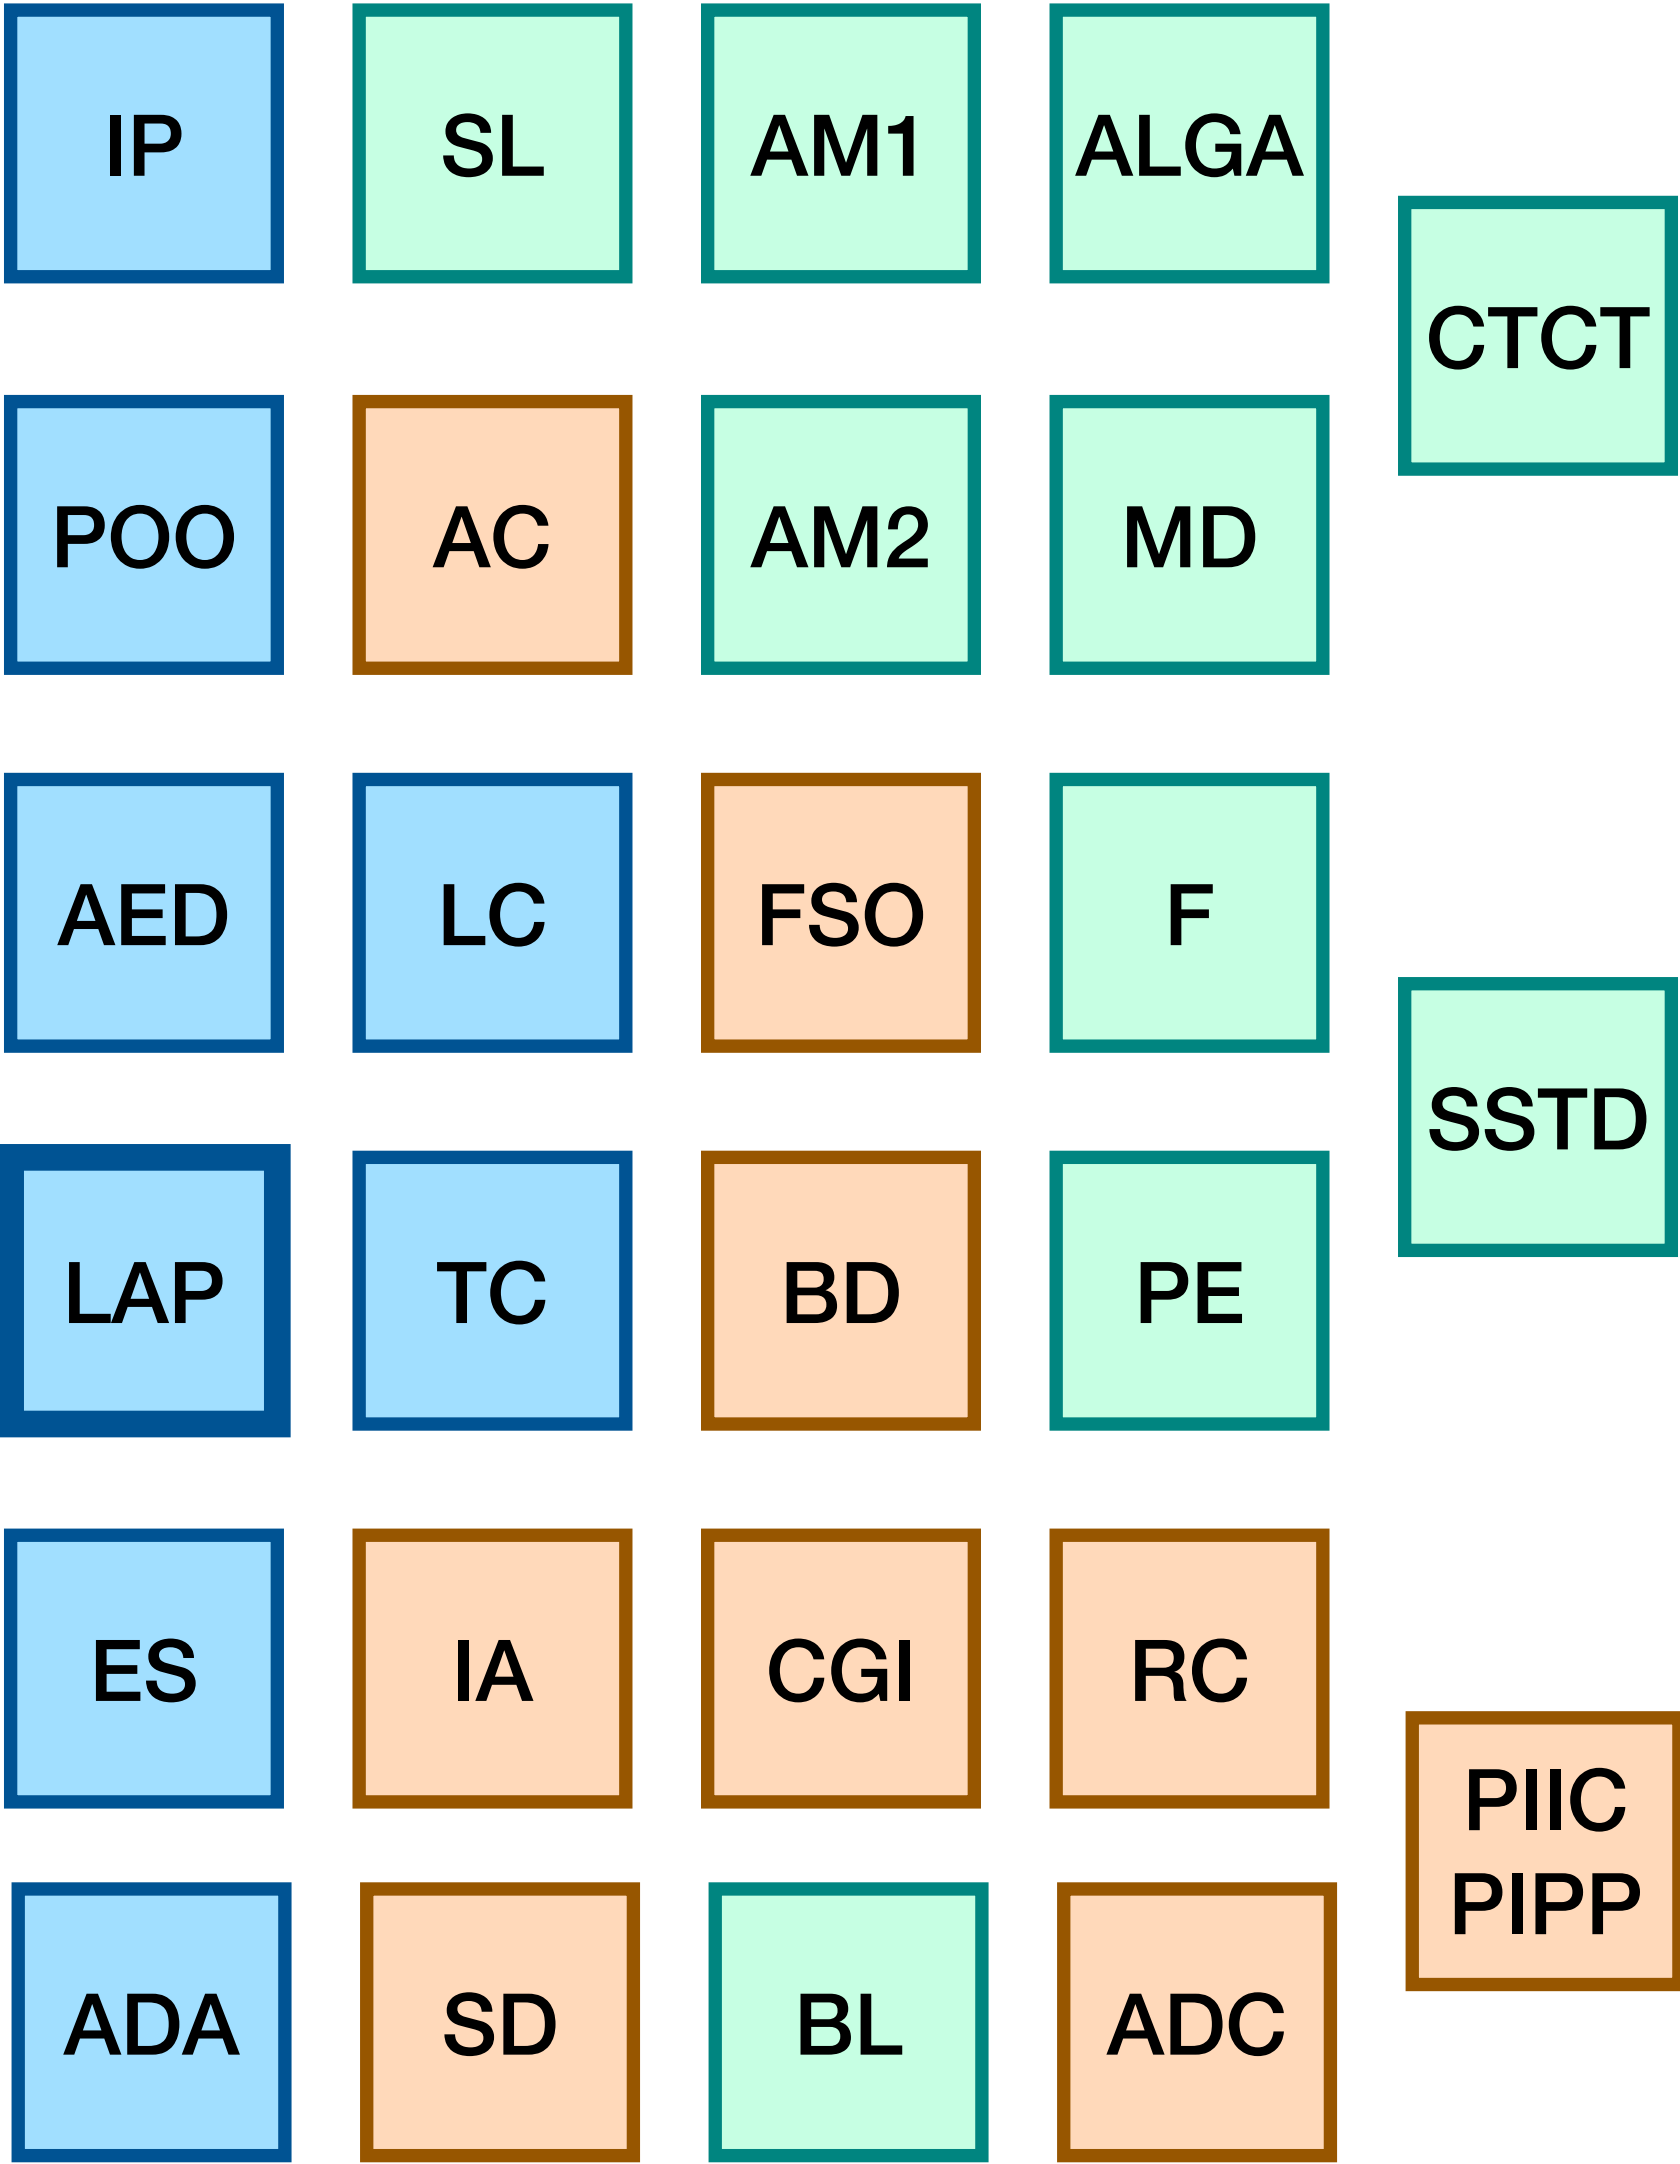 IP
SL
AM1
ALGA
CTCT
POO
AC
AM2
MD
AED
LC
FSO
F
SSTD
LAP
TC
BD
PE
ES
IA
CGI
RC
PIIC
PIPP
ADA
SD
BL
ADC